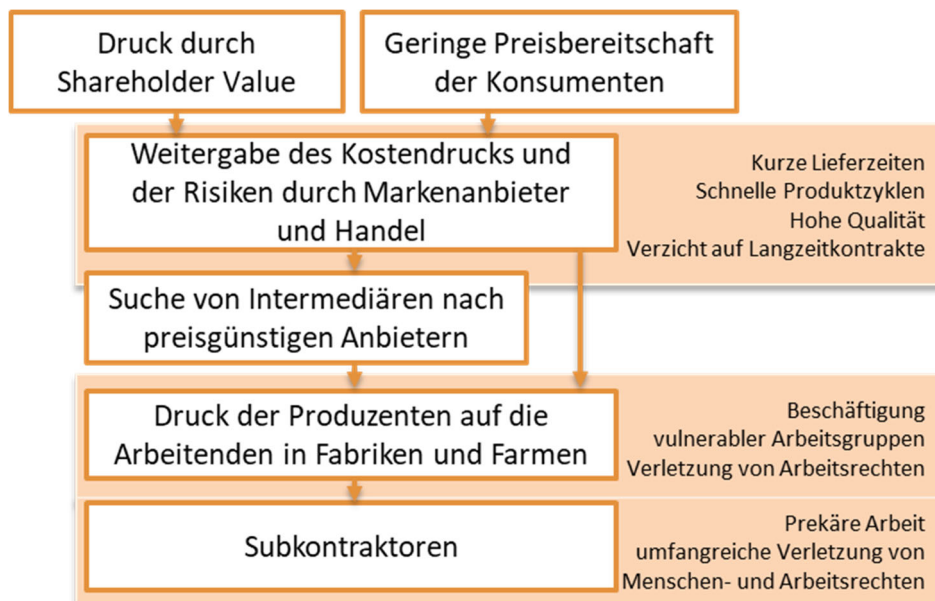 Druck durch
Shareholder Value
Geringe Preisbereitschaft
der Konsumenten
Weitergabe des Kostendrucks und
der Risiken durch Markenanbieter
und Handel
Kurze Lieferzeiten
Schnelle Produktzyklen
Hohe Qualität
Verzicht auf Langzeitkontrakte
Suche von Intermediären nach
preisgünstigen Anbietern
Druck der Produzenten auf die
Arbeitenden in Fabriken und Farmen
Beschäftigung
vulnerabler Arbeitsgruppen
Verletzung von Arbeitsrechten
Subkontraktoren
Prekäre Arbeit
umfangreiche Verletzung von
Menschen- und Arbeitsrechten